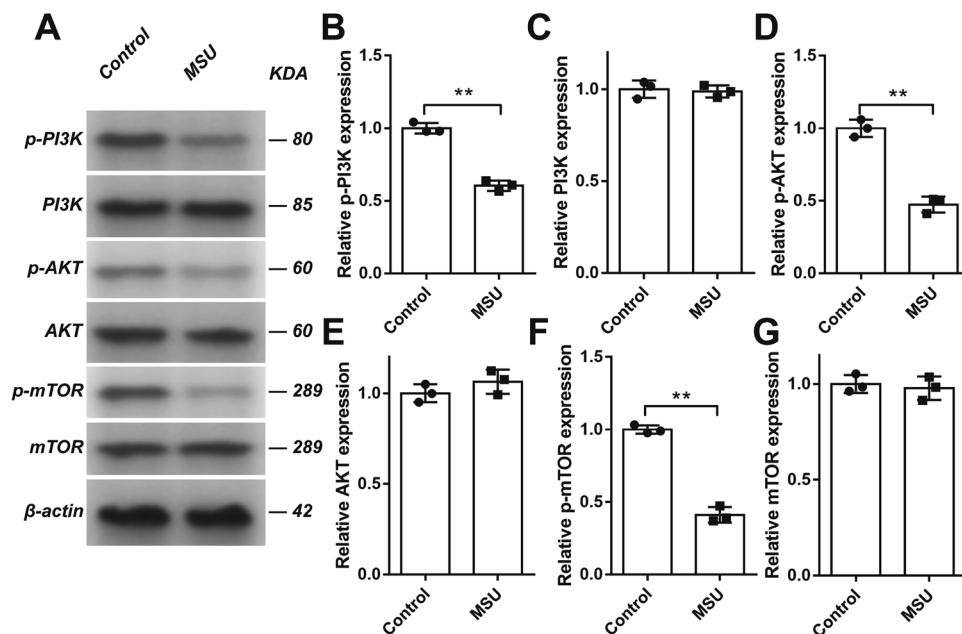 A
Control
MSU
KDA
p-PI3K
— 80
PI3K
— 85
p-AKT
— 60
AKT
— 60
p-mTOR
— 289
mTOR
— 289
β-actin
— 42
B
Relative p-PI3K expression
1.5
1.0
0.5
0.0
**
Control
MSU
C
Relative PI3K expression
1.0
0.5
0.0
Control
MSU
D
Relative p-AKT expression
1.5
1.0
0.5
0.0
**
Control
MSU
E
Relative AKT expression
1.0
0.5
0.0
Control
MSU
F
Relative p-mTOR expression
1.5
1.0
0.5
0.0
**
Control
MSU
G
Relative mTOR expression
1.0
0.5
0.0
Control
MSU